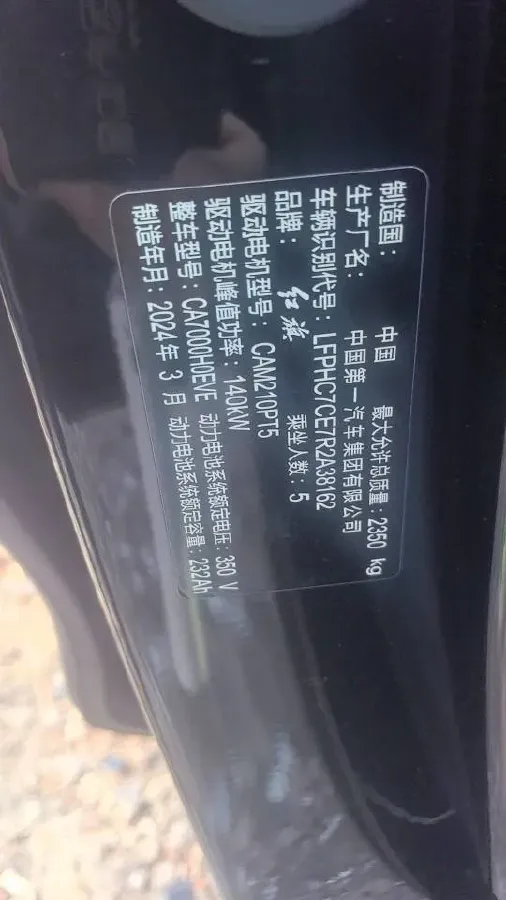 制造国： 中国 最大允许总质量：2350 kg
生产厂名： 中国第一汽车集团有限公司
车辆识别代号：LFPHC7CE7R2A38162
品牌： 红旗 乘坐人数：5
驱动电机型号： CAM210PT5
驱动电机峰值功率：140kW
整车型号：CA7000H0EVE 动力电池系统额定电压：350 V
制造年月：2024年 3 月 动力电池系统额定容量：232Ah